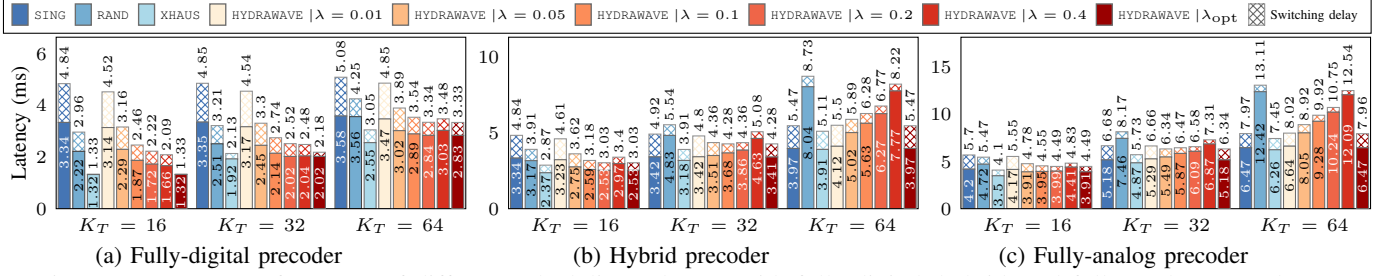 SING RAND XHAUS HYDRAWAVE |λ = 0.01 HYDRAWAVE |λ = 0.05 HYDRAWAVE |λ = 0.1 HYDRAWAVE |λ = 0.2 HYDRAWAVE |λ = 0.4 HYDRAWAVE |λopt Switching delay
Latency (ms)
6
4
2
0
4.84 2.96 1.33 4.52 3.16 2.46 2.22 2.09 1.33
3.34 2.22 1.32 3.14 2.29 1.87 1.72 1.66 1.32
4.85 3.21 2.13 4.54 3.3 2.74 2.52 2.48 2.18
3.35 2.51 1.92 3.17 2.45 2.14 2.02 2.04 2.02
5.08 4.25 3.05 4.85 3.89 3.54 3.34 3.48 3.33
3.58 3.56 2.55 3.47 3.02 2.89 2.84 3.03 2.83
K_T = 16 K_T = 32 K_T = 64
(a) Fully-digital precoder
10
5
0
4.84 3.91 2.87 4.61 3.62 3.18 3.03 3.4 3.03
3.34 3.17 2.37 3.23 2.75 2.59 2.53 2.97 2.53
4.92 5.54 3.91 4.8 4.36 4.28 4.36 5.08 4.28
3.42 4.83 3.18 3.42 3.51 3.68 3.86 4.63 3.41
5.47 8.73 5.11 5.5 5.89 6.28 6.77 8.22 5.47
3.97 8.04 3.91 4.12 5.02 5.63 6.27 7.77 3.97
K_T = 16 K_T = 32 K_T = 64
(b) Hybrid precoder
15
10
5
0
5.7 5.47 4.1 5.55 4.78 4.55 4.49 4.83 4.49
4.2 4.72 3.5 4.17 3.91 3.95 3.99 4.41 3.91
6.68 8.17 5.73 6.66 6.34 6.47 6.58 7.31 6.34
5.18 7.46 4.87 5.29 5.49 5.87 6.09 6.87 5.18
7.97 13.11 7.45 8.02 8.92 9.92 10.75 12.54 7.96
6.47 12.42 6.26 6.64 8.05 9.28 10.24 12.09 6.47
K_T = 16 K_T = 32 K_T = 64
(c) Fully-analog precoder